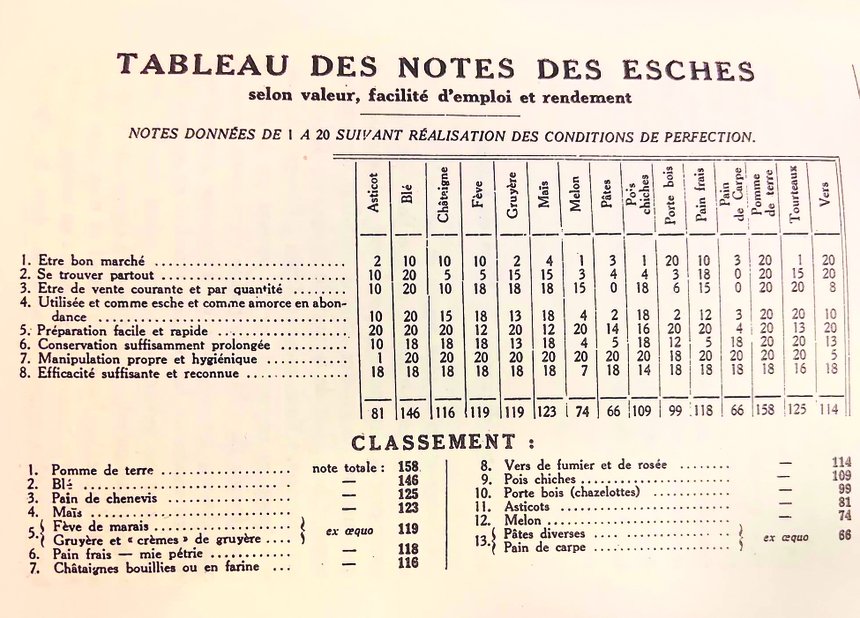 TABLEAU DES NOTES DES ESCHES
selon valeur, facilité d'emploi et rendement
NOTES DONNÉES DE 1 A 20 SUIVANT RÉALISATION DES CONDITIONS DE PERFECTION.
Asticot Blé Châtaigne Fève Gruyère Maïs Melon Pâtes Pois chiches Porte bois Pain frais Pain de Carpe Pomme de terre Tourteaux Vers
1. Etre bon marché ... 2 10 10 10 2 4 1 3 1 20 10 3 20 1 20
2. Se trouver partout ... 10 20 5 5 15 15 3 4 4 3 18 0 20 15 20
3. Etre de vente courante et par quantité ... 10 20 10 18 18 18 15 0 18 6 15 0 20 20 8
4. Utilisée et comme esche et comme amorce en abon-
dance ... 10 20 15 18 13 18 4 2 18 2 12 3 20 20 10
5. Préparation facile et rapide ... 20 20 20 12 20 12 20 14 16 20 20 4 20 13 20
6. Conservation suffisamment prolongée ... 10 18 18 18 13 18 4 5 18 12 5 18 20 20 13
7. Manipulation propre et hygiénique ... 1 20 20 20 20 20 20 20 20 18 20 20 20 20 5
8. Efficacité suffisante et reconnue ... 18 18 18 18 18 18 7 18 14 18 18 18 18 16 18
81 146 116 119 119 123 74 66 109 99 118 66 158 125 114
CLASSEMENT :
1. Pomme de terre ... note totale : 158
2. Blé ... — 146
3. Pain de chenevis ... — 125
4. Maïs ... — 123
5. { Fève de marais ... } ex æquo 119
Gruyère et « crèmes » de gruyère ...
6. Pain frais — mie pétrie ... — 118
7. Châtaignes bouillies ou en farine ... — 116
8. Vers de fumier et de rosée ... — 114
9. Pois chiches ... — 109
10. Porte bois (chazelottes) ... — 99
11. Asticots ... — 81
12. Melon ... — 74
13. { Pâtes diverses ... } ex æquo 66
Pain de carpe ...